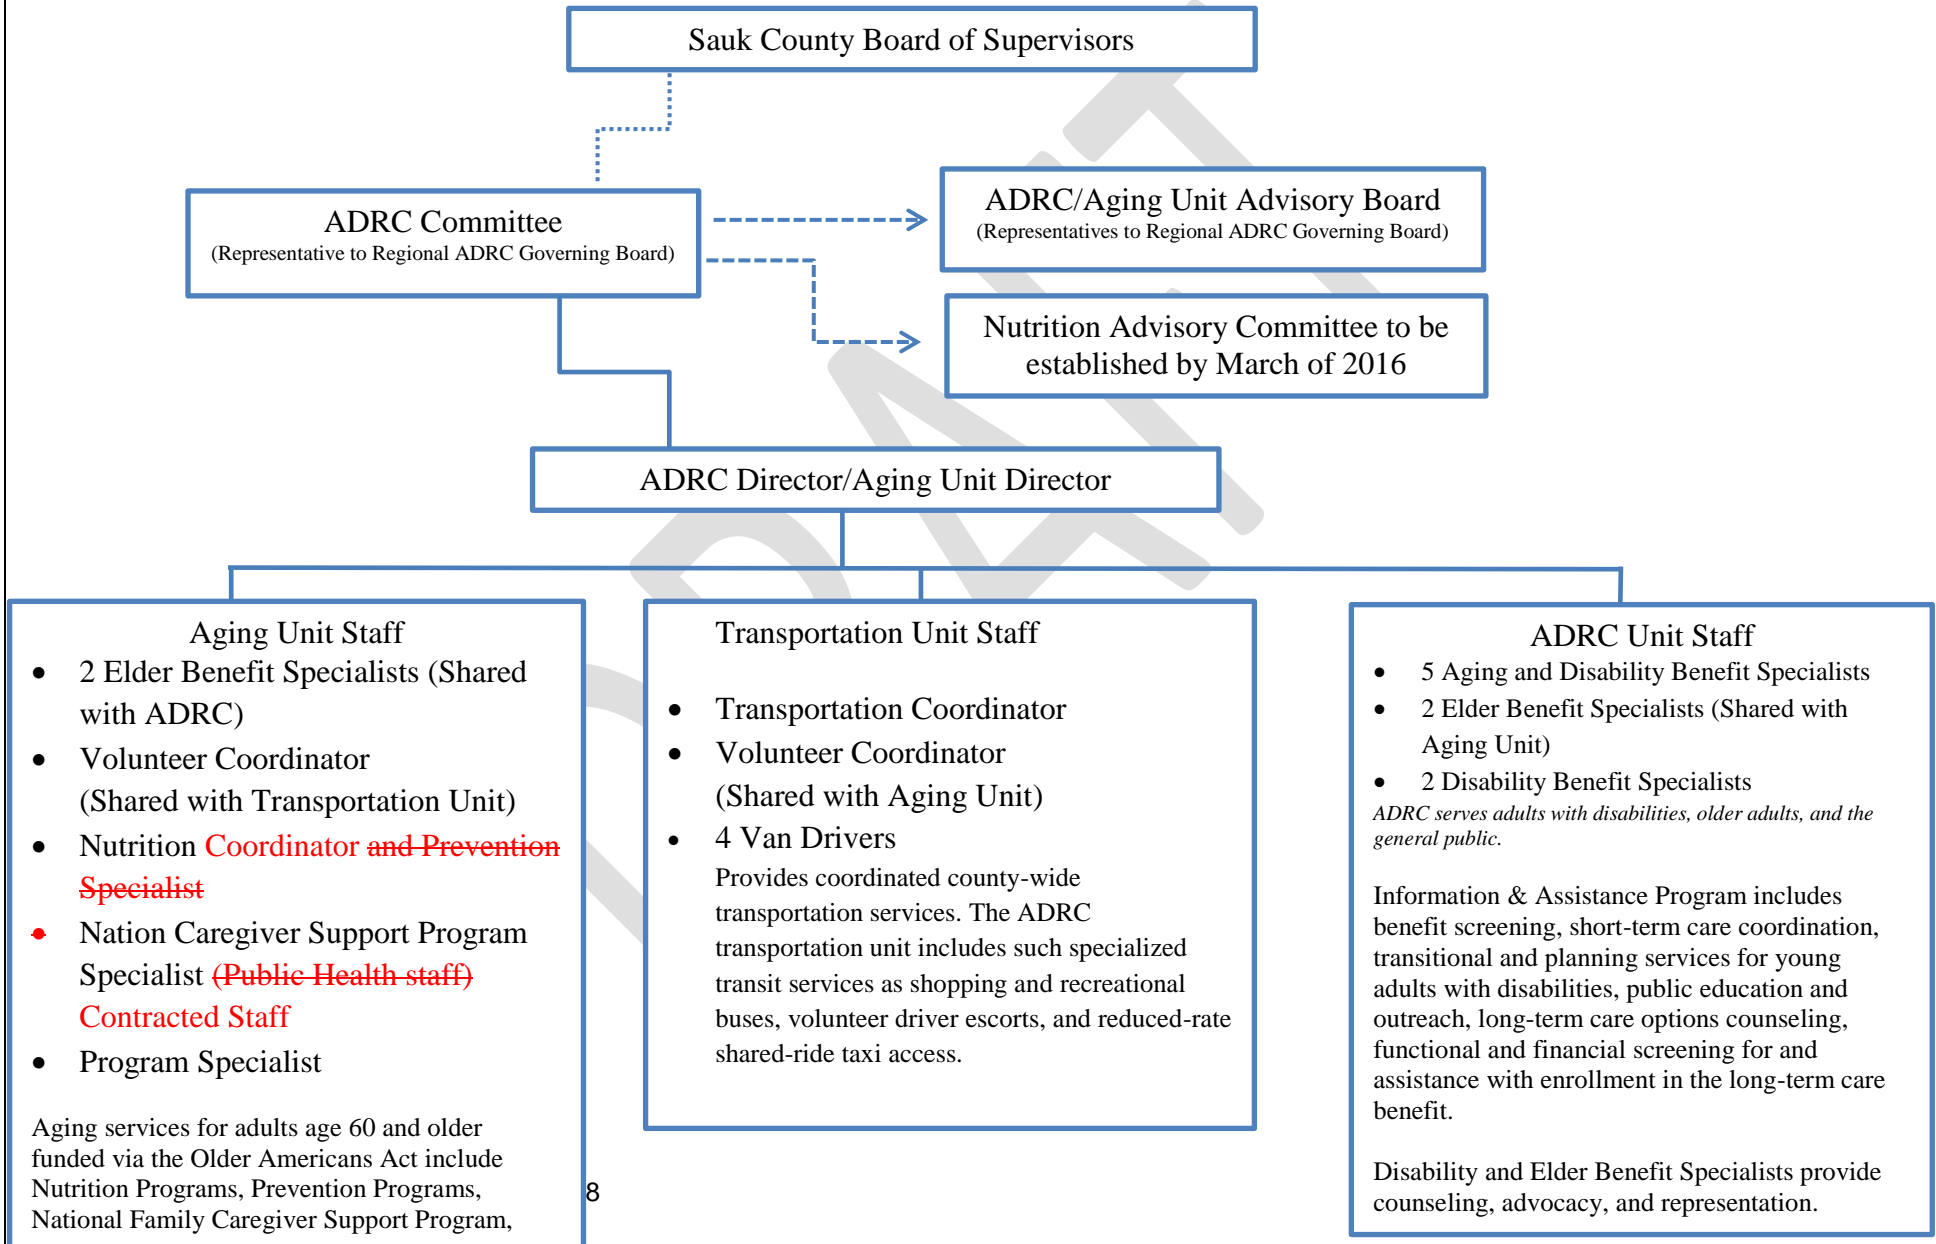 Sauk County Board of Supervisors
ADRC Committee
(Representative to Regional ADRC Governing Board)
ADRC/Aging Unit Advisory Board
(Representatives to Regional ADRC Governing Board)
Nutrition Advisory Committee to be
established by March of 2016
ADRC Director/Aging Unit Director
Aging Unit Staff
• 2 Elder Benefit Specialists (Shared
with ADRC)
• Volunteer Coordinator
(Shared with Transportation Unit)
• Nutrition Coordinator and Prevention
Specialist
• Nation Caregiver Support Program
Specialist (Public Health staff)
Contracted Staff
• Program Specialist
Aging services for adults age 60 and older
funded via the Older Americans Act include
Nutrition Programs, Prevention Programs,
National Family Caregiver Support Program,
Transportation Unit Staff
• Transportation Coordinator
• Volunteer Coordinator
(Shared with Aging Unit)
• 4 Van Drivers
Provides coordinated county-wide
transportation services. The ADRC
transportation unit includes such specialized
transit services as shopping and recreational
buses, volunteer driver escorts, and reduced-rate
shared-ride taxi access.
ADRC Unit Staff
• 5 Aging and Disability Benefit Specialists
• 2 Elder Benefit Specialists (Shared with
Aging Unit)
• 2 Disability Benefit Specialists
ADRC serves adults with disabilities, older adults, and the
general public.
Information & Assistance Program includes
benefit screening, short-term care coordination,
transitional and planning services for young
adults with disabilities, public education and
outreach, long-term care options counseling,
functional and financial screening for and
assistance with enrollment in the long-term care
benefit.
Disability and Elder Benefit Specialists provide
counseling, advocacy, and representation.
8
DRAFT